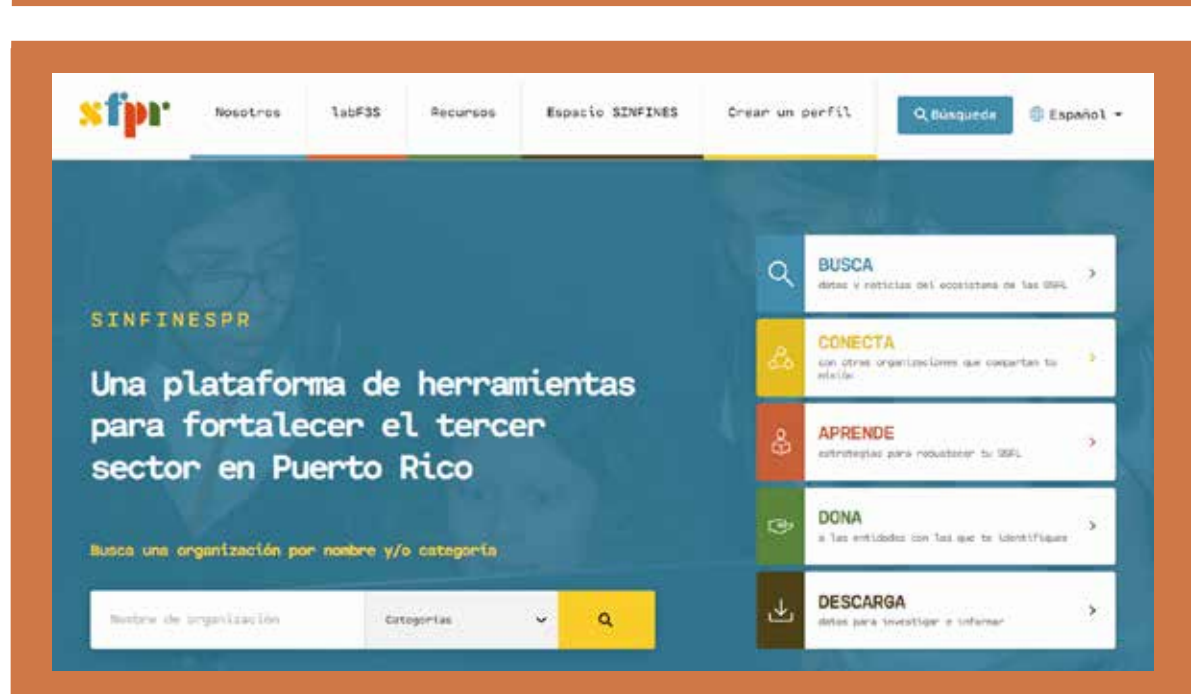 sfpr
Nosotros
labF3S
Recursos
Espacio SINFINES
Crear un perfil
Búsqueda
Español
SINFINESPR
Una plataforma de herramientas
para fortalecer el tercer
sector en Puerto Rico
Busca una organización por nombre y/o categoría
Nombre de organización
Categorías
BUSCA
datos y noticias del ecosistema de las OSFL
CONECTA
con otras organizaciones que compartan tu
misión
APRENDE
estrategias para robustecer tu OSFL
DONA
a las entidades con las que te identifiques
DESCARGA
datos para investigar e informar